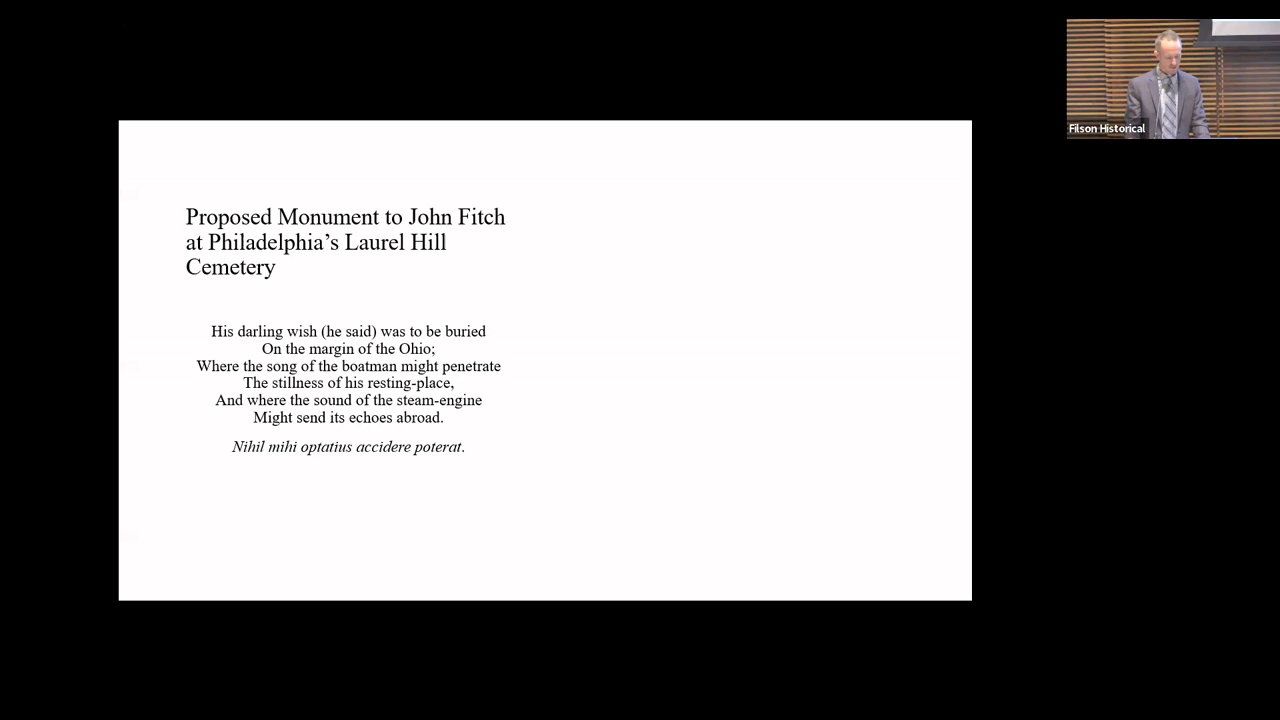 Proposed Monument to John Fitch
at Philadelphia’s Laurel Hill
Cemetery
His darling wish (he said) was to be buried
On the margin of the Ohio;
Where the song of the boatman might penetrate
The stillness of his resting-place,
And where the sound of the steam-engine
Might send its echoes abroad.
Nihil mihi optatius accidere poterat.
Filson Historical